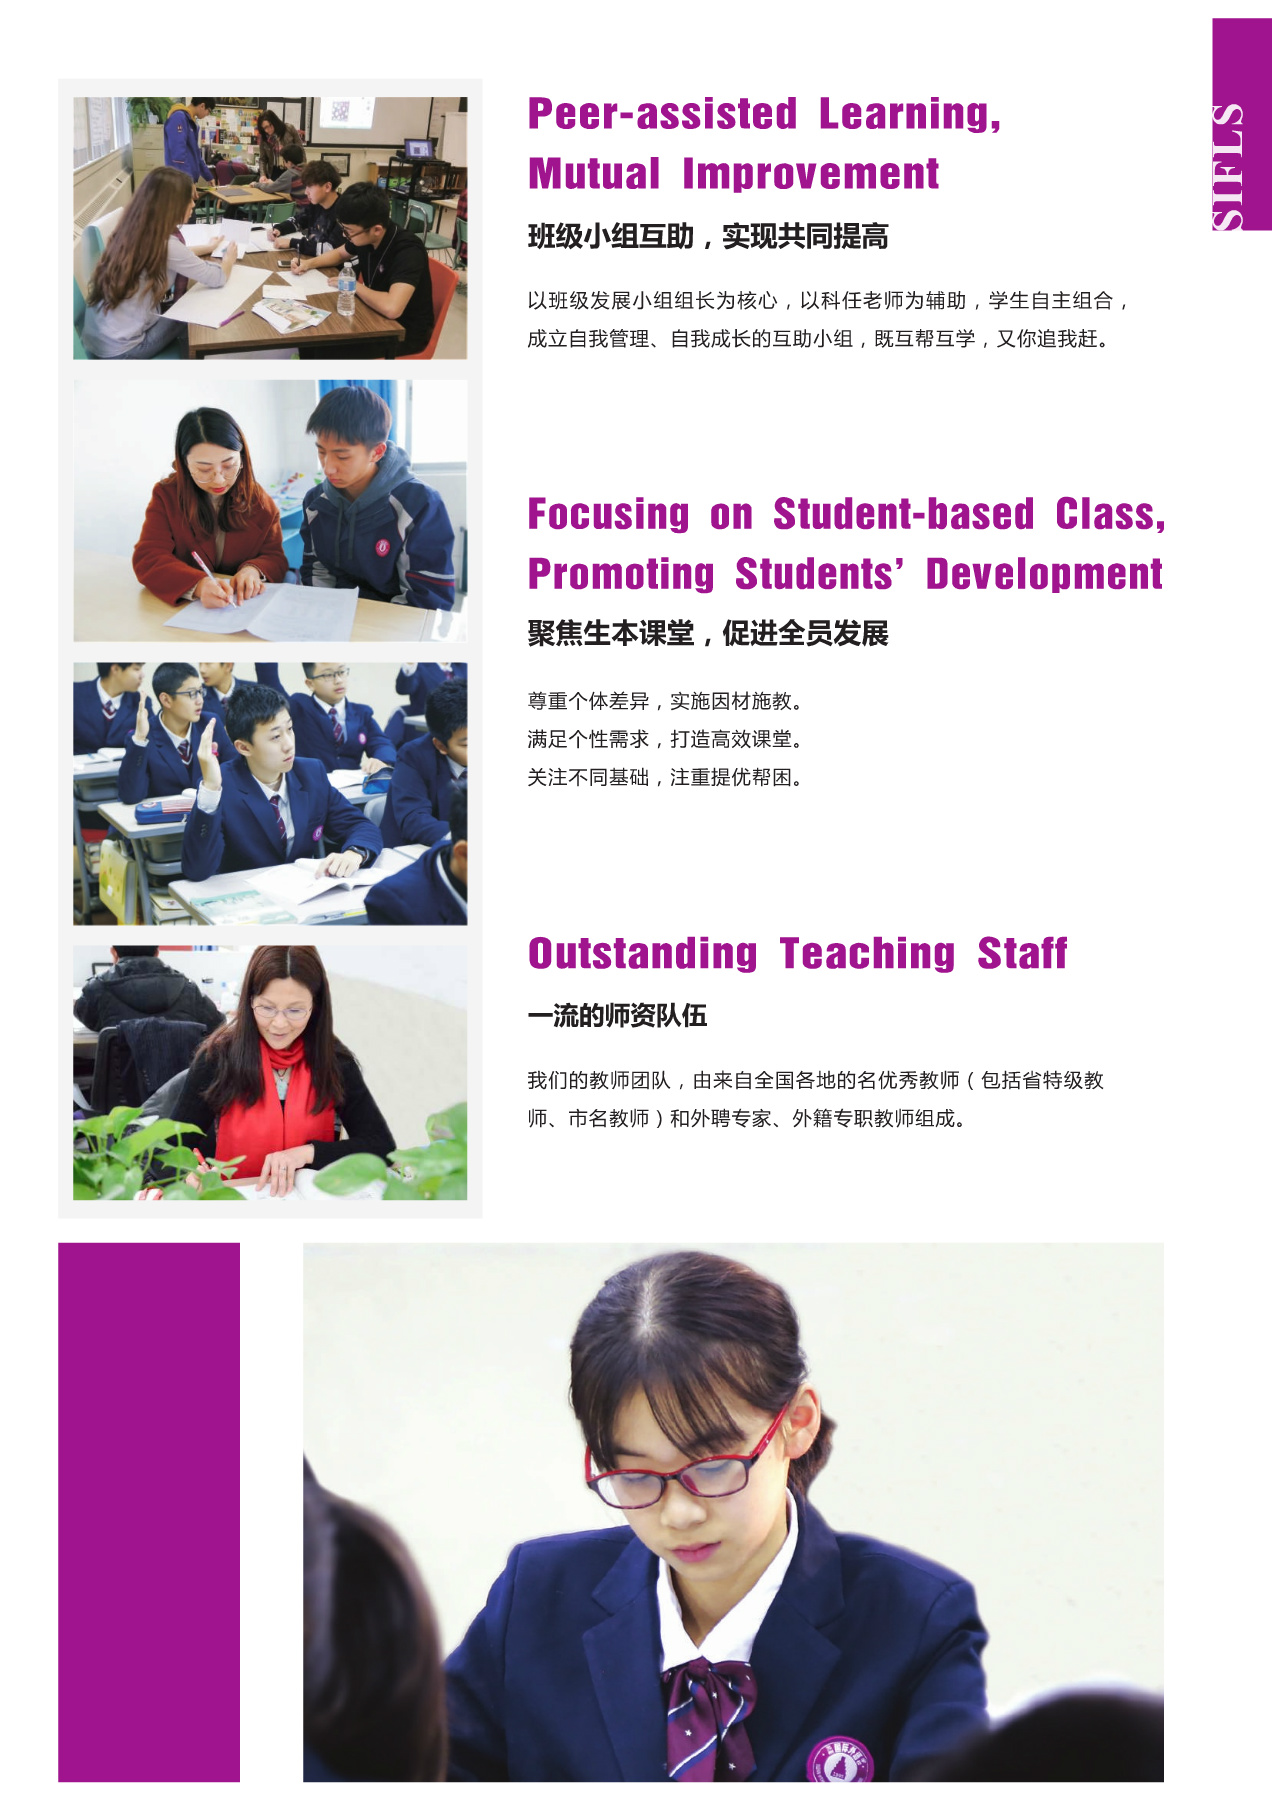 SIFLS
Peer-assisted Learning,
Mutual Improvement
班级小组互助，实现共同提高
以班级发展小组组长为核心，以科任老师为辅助，学生自主组合，
成立自我管理、自我成长的互助小组，既互帮互学，又你追我赶。
Focusing on Student-based Class,
Promoting Students’ Development
聚焦生本课堂，促进全员发展
尊重个体差异，实施因材施教。
满足个性需求，打造高效课堂。
关注不同基础，注重提优帮困。
Outstanding Teaching Staff
一流的师资队伍
我们的教师团队，由来自全国各地的名优秀教师（包括省特级教
师、市名教师）和外聘专家、外籍专职教师组成。